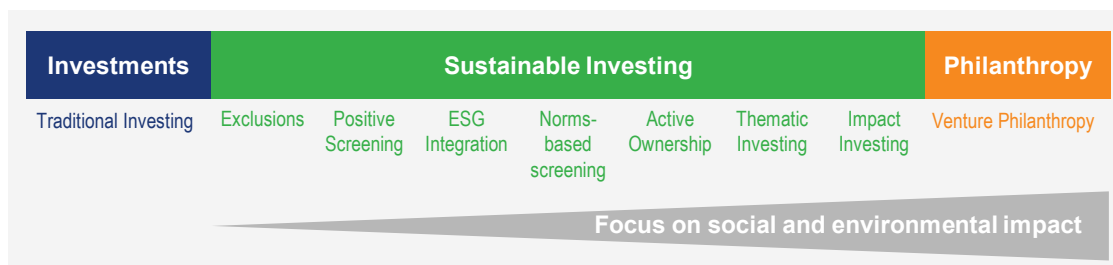 Investments
Sustainable Investing
Philanthropy
Traditional Investing
Exclusions
Positive
Screening
ESG
Integration
Norms-
based
screening
Active
Ownership
Thematic
Investing
Impact
Investing
Venture Philanthropy
Focus on social and environmental impact